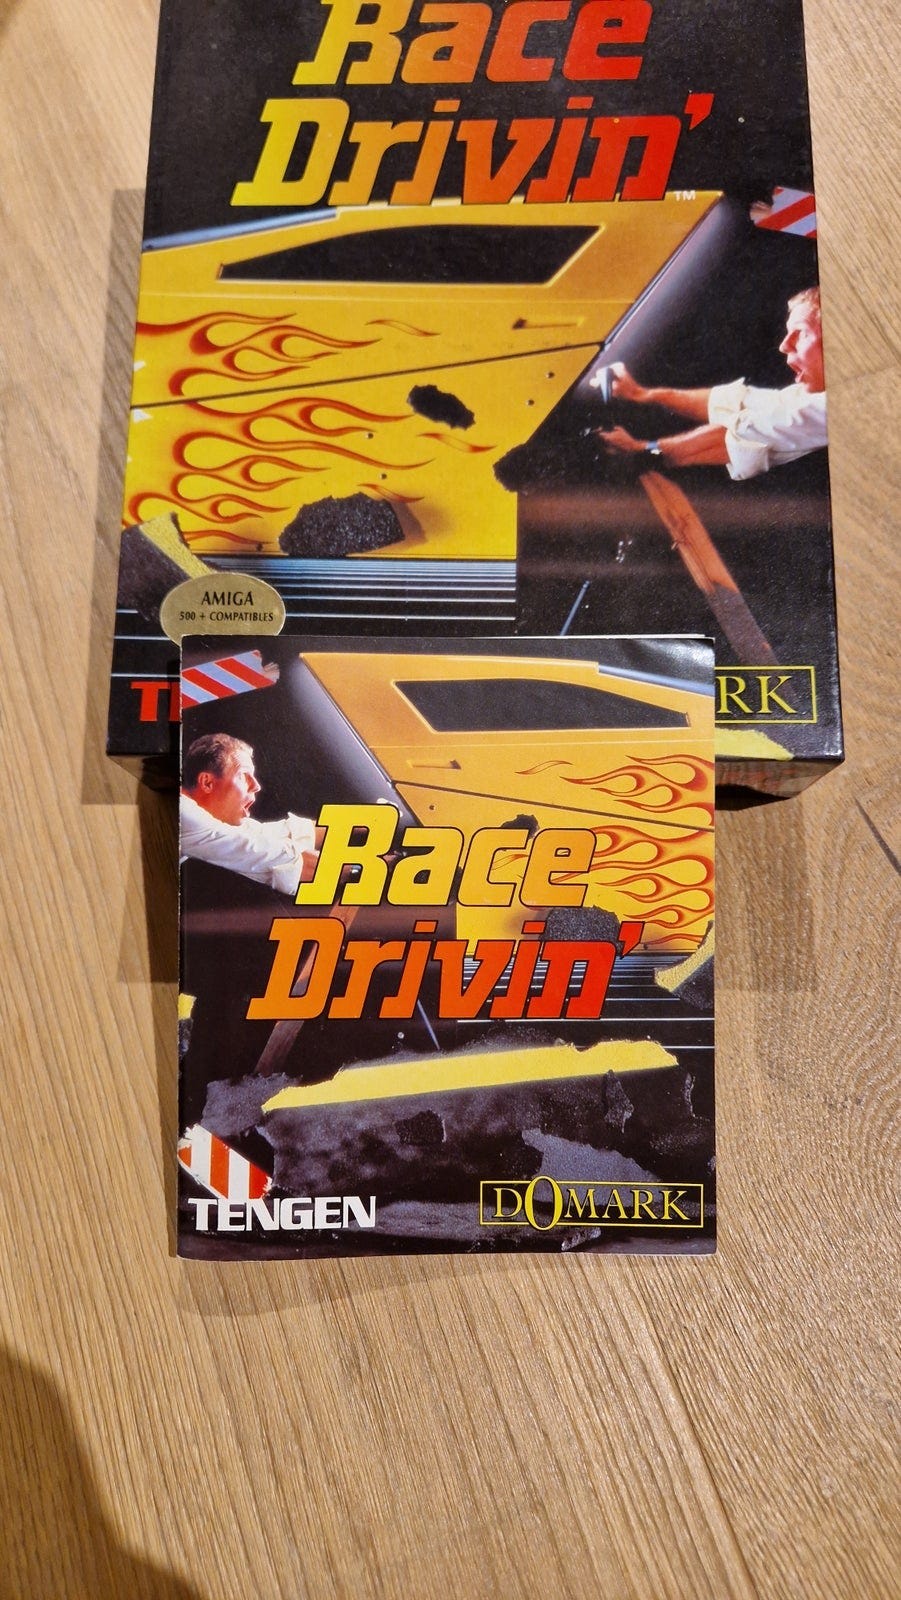 Race
Drivin'
TM
AMIGA
500 + COMPATIBLES
T
RK
Race
Drivin'
TENGEN
DOMARK